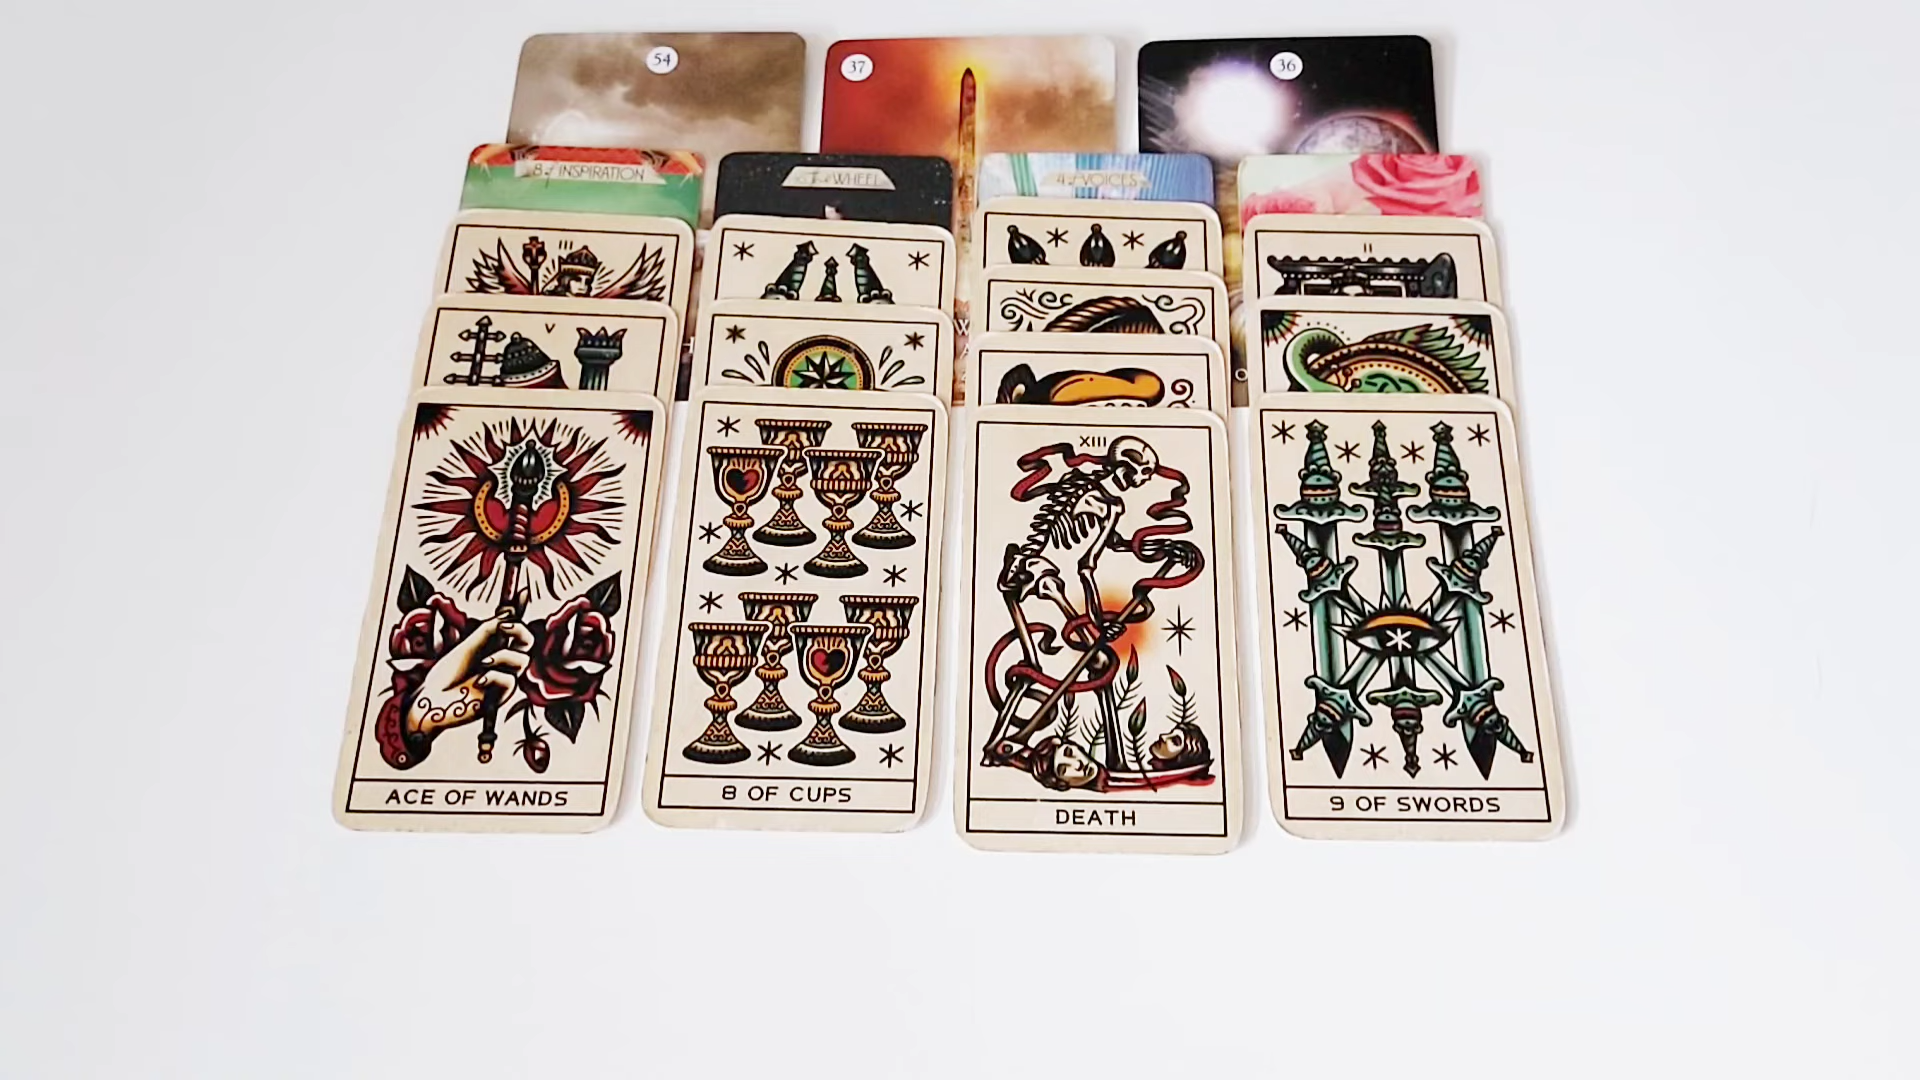 54
37
36
8 of INSPIRATION
The WHEEL
4 of VOICES
III
II
V
XIII
ACE OF WANDS
8 OF CUPS
DEATH
9 OF SWORDS